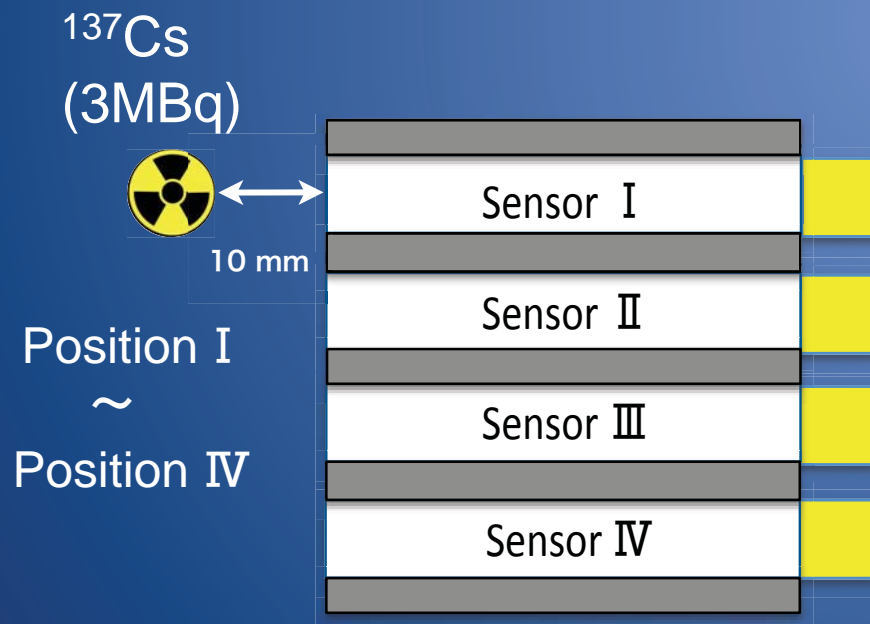 ¹³⁷Cs
(3MBq)
10 mm
Position Ⅰ
～
Position Ⅳ
Sensor Ⅰ
Sensor Ⅱ
Sensor Ⅲ
Sensor Ⅳ